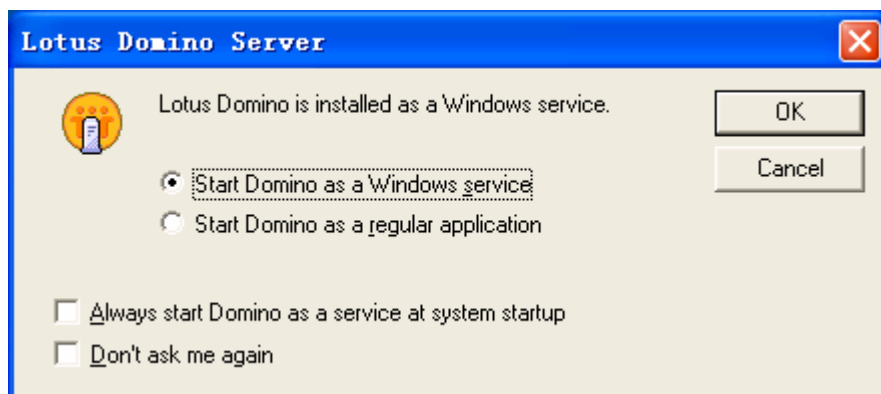 Lotus Domino Server
Lotus Domino is installed as a Windows service.
OK
Cancel
Start Domino as a Windows service
Start Domino as a regular application
Always start Domino as a service at system startup
Don't ask me again